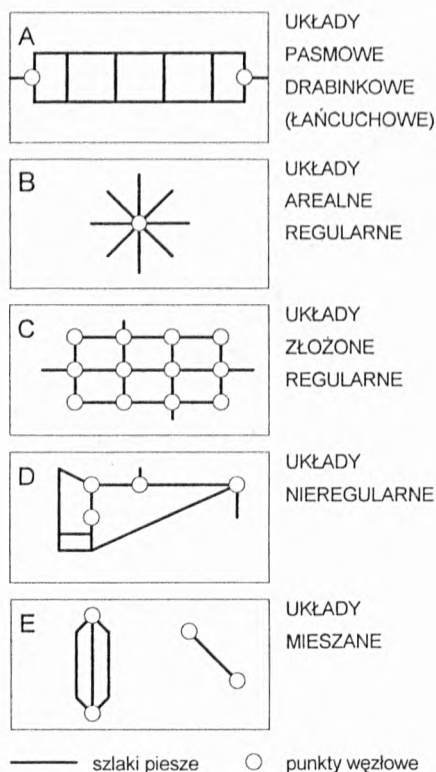 A
UKŁADY
PASMOWE
DRABINKOWE
(ŁAŃCUCHOWE)
B
UKŁADY
AREALNE
REGULARNE
C
UKŁADY
ZŁOŻONE
REGULARNE
D
UKŁADY
NIEREGULARNE
E
UKŁADY
MIESZANE
szlaki piesze
punkty węzłowe